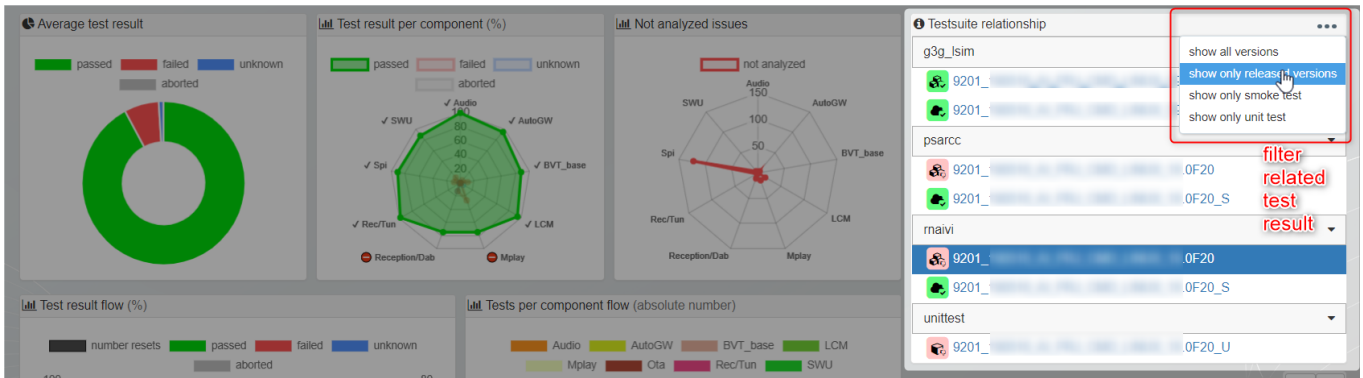 Average test result
passed failed unknown
aborted
Test result per component (%)
passed failed unknown
aborted
✓ Audio
100
✓ SWU
✓ AutoGW
80
60
40
20
✓ Spi
✓ BVT_base
✓ Rec/Tun
✓ LCM
Reception/Dab
Mplay
Not analyzed issues
not analyzed
Audio
150
SWU
AutoGW
100
50
Spi
BVT_base
Rec/Tun
LCM
Reception/Dab
Mplay
Test result flow (%)
number resets passed failed unknown
aborted
Tests per component flow (absolute number)
Audio AutoGW BVT_base LCM
Mplay Ota Rec/Tun SWU
Testsuite relationship
show all versions
show only released versions
show only smoke test
show only unit test
g3g_lsim
9201_
9201_
psarcc
9201_ .0F20
9201_ .0F20_S
rnaivi
9201_ .0F20
9201_ .0F20_S
unittest
9201_ .0F20_U
filter
related
test
result